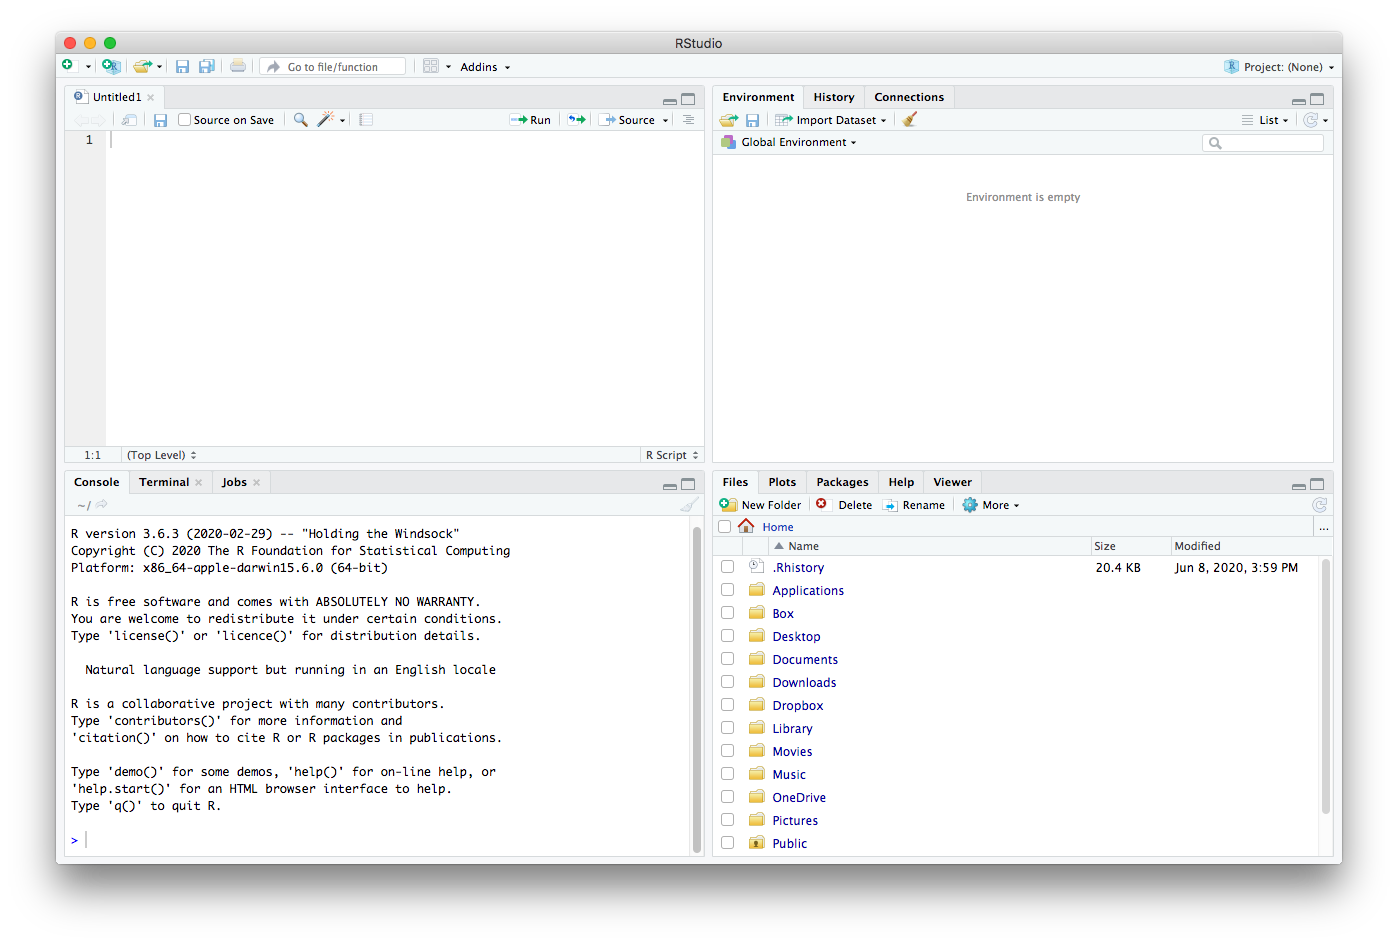 RStudio
Go to file/function
Addins
Project: (None)
Untitled1
Source on Save
Run
Source
1
1:1
(Top Level)
R Script
Environment
History
Connections
Import Dataset
List
Global Environment
Environment is empty
Console
Terminal
Jobs
~/
R version 3.6.3 (2020-02-29) -- "Holding the Windsock"
Copyright (C) 2020 The R Foundation for Statistical Computing
Platform: x86_64-apple-darwin15.6.0 (64-bit)
R is free software and comes with ABSOLUTELY NO WARRANTY.
You are welcome to redistribute it under certain conditions.
Type 'license()' or 'licence()' for distribution details.
Natural language support but running in an English locale
R is a collaborative project with many contributors.
Type 'contributors()' for more information and
'citation()' on how to cite R or R packages in publications.
Type 'demo()' for some demos, 'help()' for on-line help, or
'help.start()' for an HTML browser interface to help.
Type 'q()' to quit R.
>
Files
Plots
Packages
Help
Viewer
New Folder
Delete
Rename
More
Home
...
Name
Size
Modified
.Rhistory
20.4 KB
Jun 8, 2020, 3:59 PM
Applications
Box
Desktop
Documents
Downloads
Dropbox
Library
Movies
Music
OneDrive
Pictures
Public